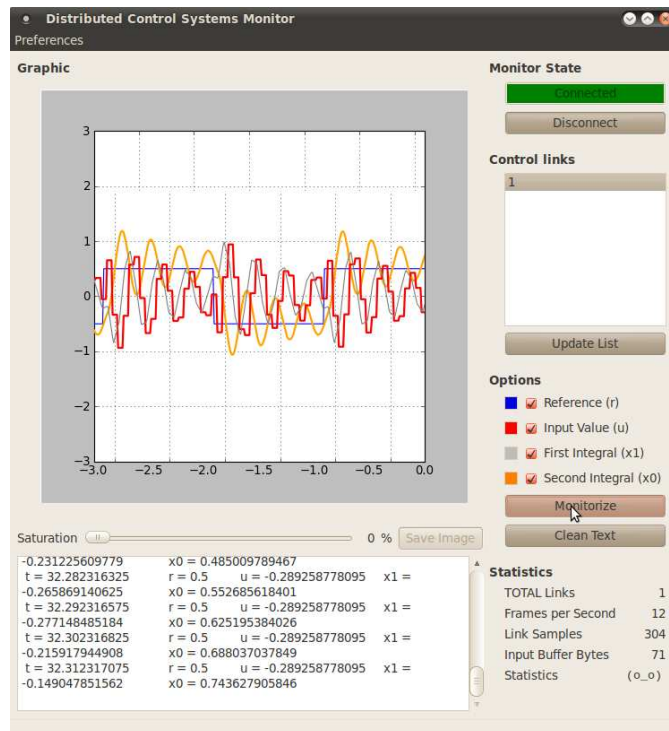 Distributed Control Systems Monitor
Preferences
Graphic
3
2
1
0
−1
−2
−3
−3.0 −2.5 −2.0 −1.5 −1.0 −0.5 0.0
Saturation 0 % Save Image
-0.231225609779 x0 = 0.485009789467
t = 32.282316325 r = 0.5 u = -0.289258778095 x1 =
-0.265869140625 x0 = 0.552685618401
t = 32.292316575 r = 0.5 u = -0.289258778095 x1 =
-0.277148485184 x0 = 0.625195384026
t = 32.302316825 r = 0.5 u = -0.289258778095 x1 =
-0.215917944908 x0 = 0.688037037849
t = 32.312317075 r = 0.5 u = -0.289258778095 x1 =
-0.149047851562 x0 = 0.743627905846
Monitor State
Connected
Disconnect
Control links
1
Update List
Options
Reference (r)
Input Value (u)
First Integral (x1)
Second Integral (x0)
Monitorize
Clean Text
Statistics
TOTAL Links 1
Frames per Second 12
Link Samples 304
Input Buffer Bytes 71
Statistics (o_o)